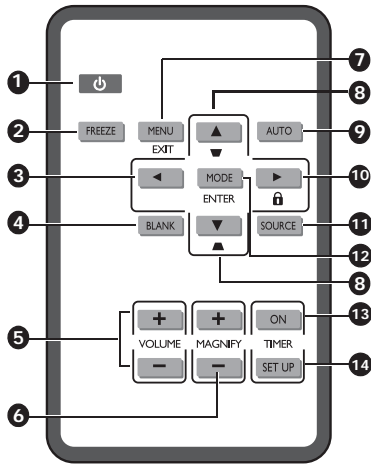 7
8
1
2 FREEZE MENU AUTO 9
EXIT
3 MODE 10
ENTER
4 BLANK SOURCE 11
12
8
13
+ + ON
5 VOLUME MAGNIFY TIMER
− − SET UP 14
6